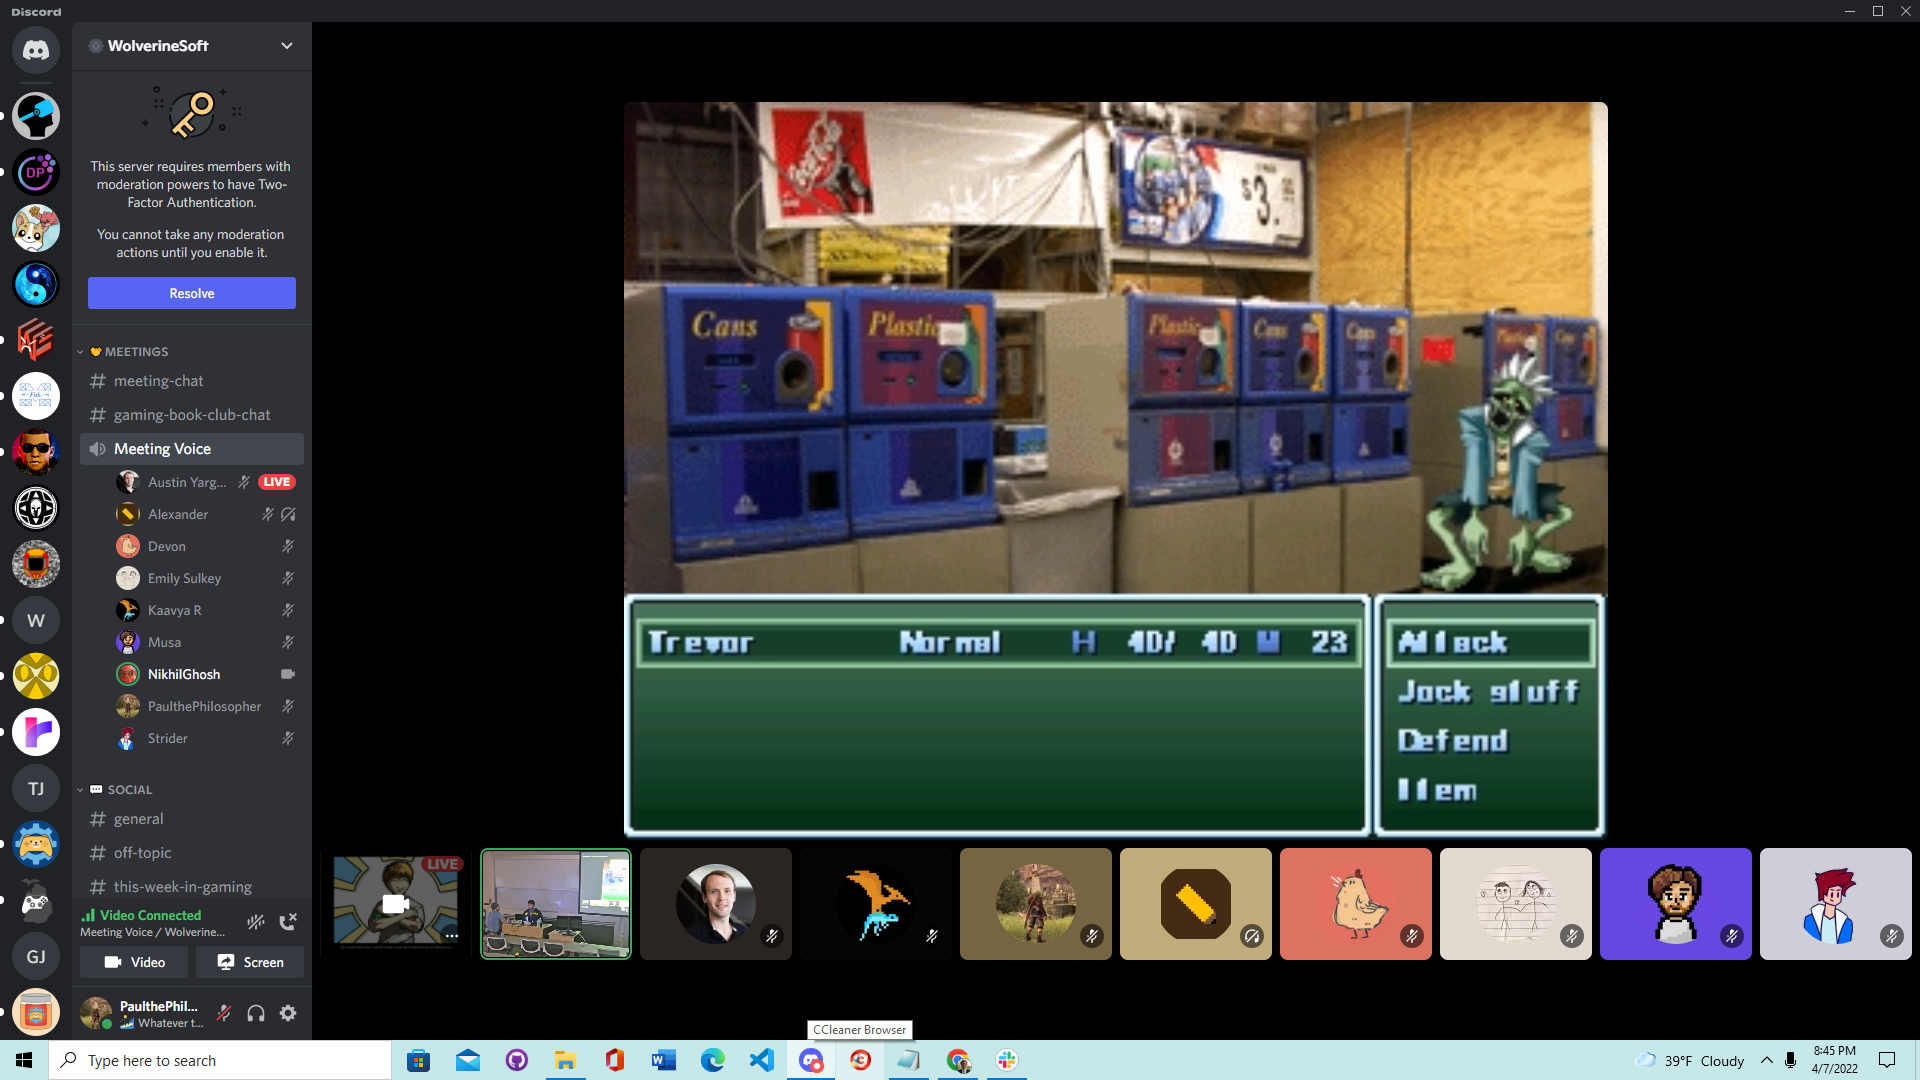 Discord
WolverineSoft
This server requires members with
moderation powers to have Two-
Factor Authentication.
You cannot take any moderation
actions until you enable it.
Resolve
MEETINGS
meeting-chat
gaming-book-club-chat
Meeting Voice
Austin Yarg...
LIVE
Alexander
Devon
Emily Sulkey
Kaavya R
Musa
NikhilGhosh
PaulthePhilosopher
Strider
SOCIAL
general
off-topic
this-week-in-gaming
Video Connected
Meeting Voice / Wolverine...
Video
Screen
PaulthePhil...
Whatever t...
DP
W
TJ
GJ
Cans
Plastic
Plastic
Cans
Cans
Plastic
Cans
$3.
Trevor Normal H 40/ 40 M 23
Attack
Jock stuff
Defend
Item
LIVE
CCleaner Browser
Type here to search
39°F Cloudy
8:45 PM
4/7/2022